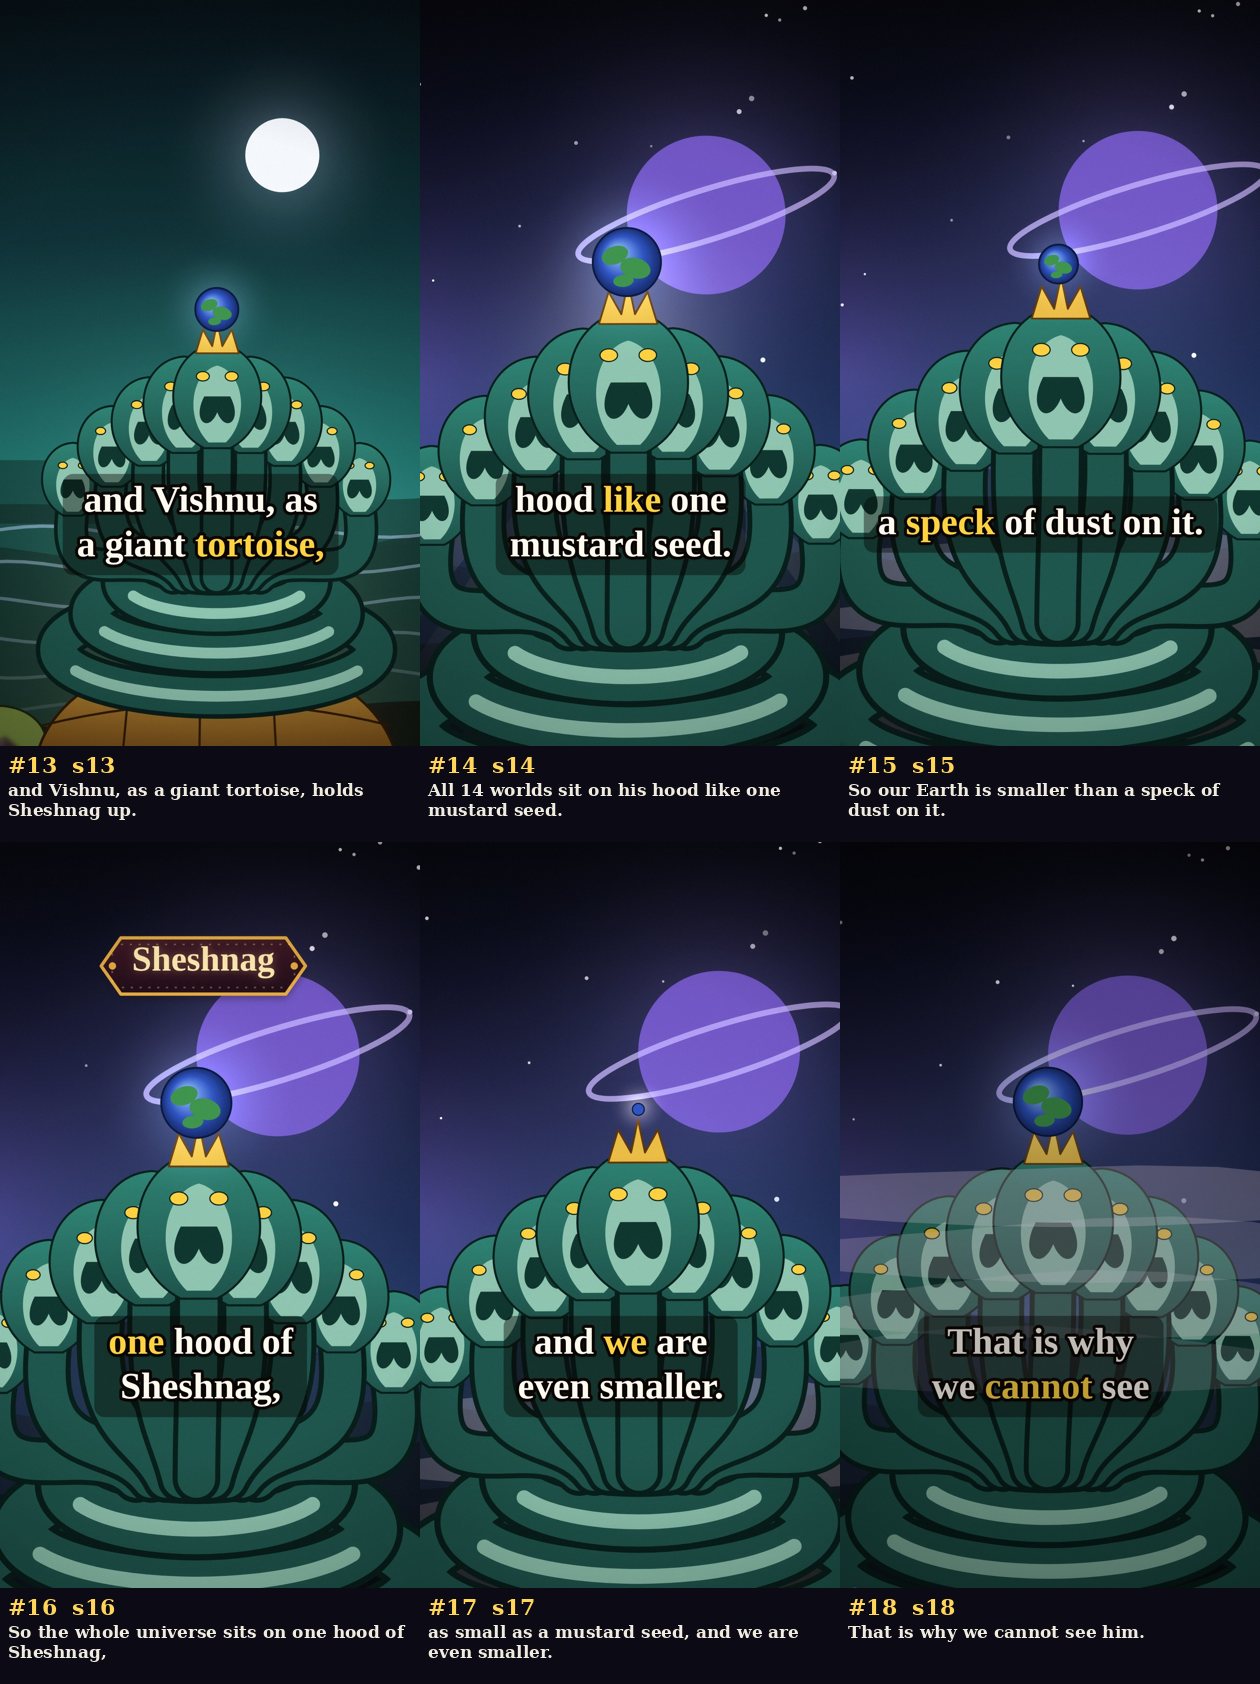 and Vishnu, as
a giant tortoise,
hood like one
mustard seed.
a speck of dust on it.
#13 s13
and Vishnu, as a giant tortoise, holds
Sheshnag up.
#14 s14
All 14 worlds sit on his hood like one
mustard seed.
#15 s15
So our Earth is smaller than a speck of
dust on it.
Sheshnag
one hood of
Sheshnag,
and we are
even smaller.
That is why
we cannot see
#16 s16
So the whole universe sits on one hood of
Sheshnag,
#17 s17
as small as a mustard seed, and we are
even smaller.
#18 s18
That is why we cannot see him.